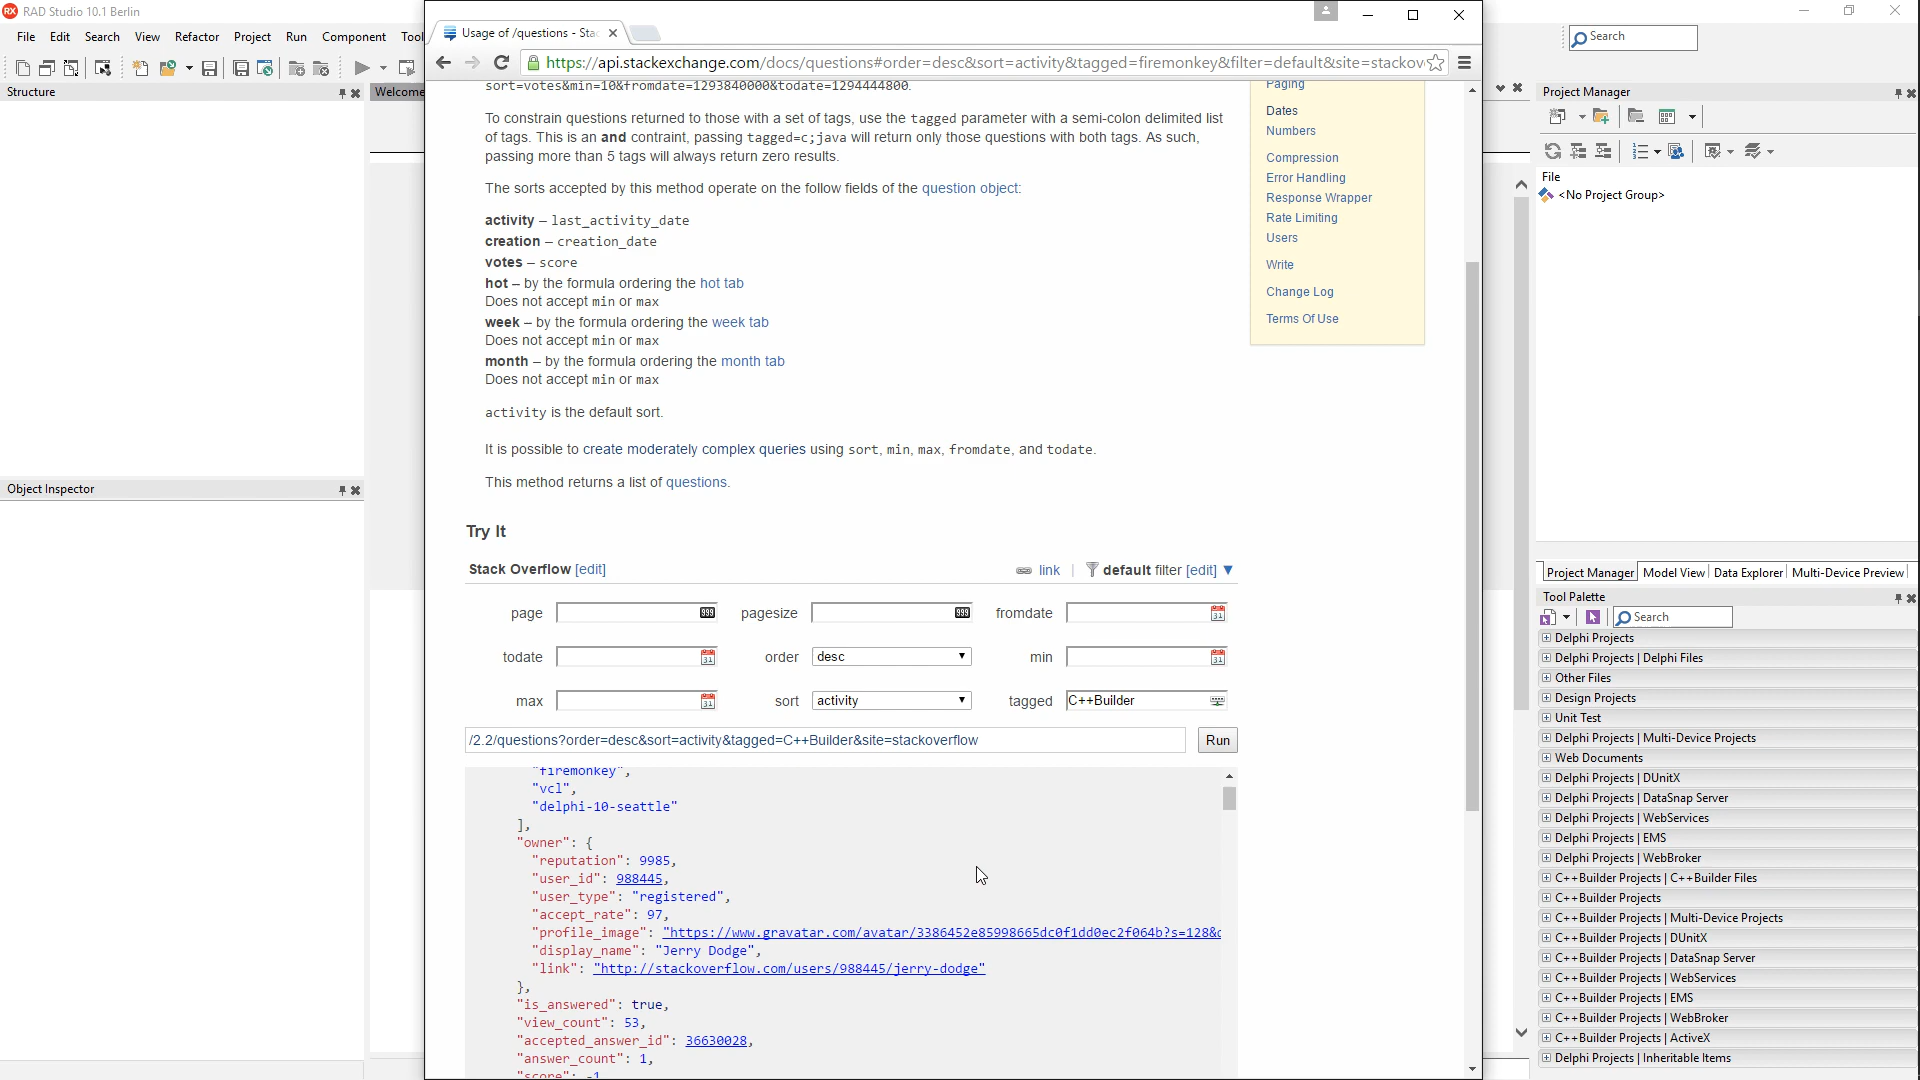 RAD Studio 10.1 Berlin
File Edit Search View Refactor Project Run Component Tool
Structure
Object Inspector
Welcome
Usage of /questions - Stac
https://api.stackexchange.com/docs/questions#order=desc&sort=activity&tagged=firemonkey&filter=default&site=stackov
sort=votes&min=10&fromdate=1293840000&todate=1294444800.
To constrain questions returned to those with a set of tags, use the tagged parameter with a semi-colon delimited list
of tags. This is an and contraint, passing tagged=c;java will return only those questions with both tags. As such,
passing more than 5 tags will always return zero results.
The sorts accepted by this method operate on the follow fields of the question object:
activity – last_activity_date
creation – creation_date
votes – score
hot – by the formula ordering the hot tab
Does not accept min or max
week – by the formula ordering the week tab
Does not accept min or max
month – by the formula ordering the month tab
Does not accept min or max
activity is the default sort.
It is possible to create moderately complex queries using sort, min, max, fromdate, and todate.
This method returns a list of questions.
Paging
Dates
Numbers
Compression
Error Handling
Response Wrapper
Rate Limiting
Users
Write
Change Log
Terms Of Use
Try It
Stack Overflow [edit]
link | default filter [edit] ▼
page
pagesize
fromdate
todate
order desc
min
max
sort activity
tagged C++Builder
/2.2/questions?order=desc&sort=activity&tagged=C++Builder&site=stackoverflow
Run
"firemonkey",
"vcl",
"delphi-10-seattle"
],
"owner": {
"reputation": 9985,
"user_id": 988445,
"user_type": "registered",
"accept_rate": 97,
"profile_image": "https://www.gravatar.com/avatar/3386452e85998665dc0f1dd0ec2f064b?s=128&
"display_name": "Jerry Dodge",
"link": "http://stackoverflow.com/users/988445/jerry-dodge"
},
"is_answered": true,
"view_count": 53,
"accepted_answer_id": 36630028,
"answer_count": 1,
"score": -1
Search
Project Manager
File
<No Project Group>
Project Manager Model View Data Explorer Multi-Device Preview
Tool Palette
Search
Delphi Projects
Delphi Projects | Delphi Files
Other Files
Design Projects
Unit Test
Delphi Projects | Multi-Device Projects
Web Documents
Delphi Projects | DUnitX
Delphi Projects | DataSnap Server
Delphi Projects | WebServices
Delphi Projects | EMS
Delphi Projects | WebBroker
C++Builder Projects | C++Builder Files
C++Builder Projects
C++Builder Projects | Multi-Device Projects
C++Builder Projects | DUnitX
C++Builder Projects | DataSnap Server
C++Builder Projects | WebServices
C++Builder Projects | EMS
C++Builder Projects | WebBroker
C++Builder Projects | ActiveX
Delphi Projects | Inheritable Items